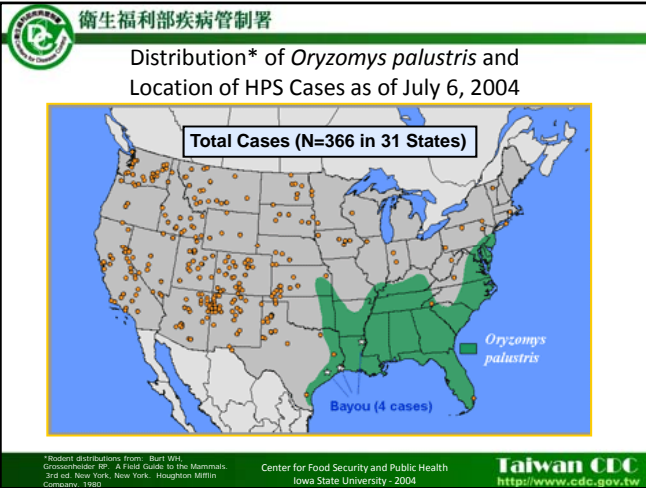 衛生福利部疾病管制署
Distribution* of Oryzomys palustris and
Location of HPS Cases as of July 6, 2004
Total Cases (N=366 in 31 States)
Oryzomys
palustris
Bayou (4 cases)
*Rodent distributions from: Burt WH,
Grossenheider RP. A Field Guide to the Mammals.
3rd ed. New York, New York. Houghton Mifflin
Company, 1980
Center for Food Security and Public Health
Iowa State University - 2004
Taiwan CDC
http://www.cdc.gov.tw